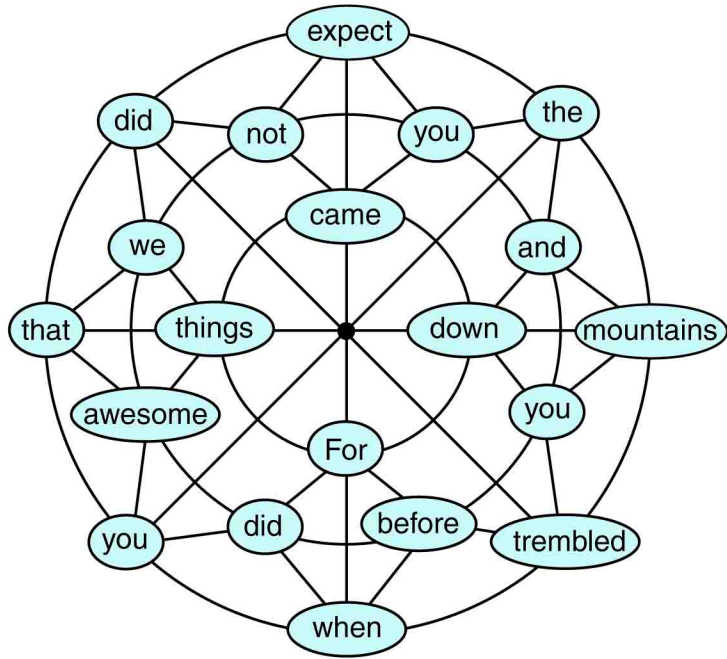 expect
did
the
not
you
came
we
and
that
things
down
mountains
awesome
you
For
you
did
before
trembled
when